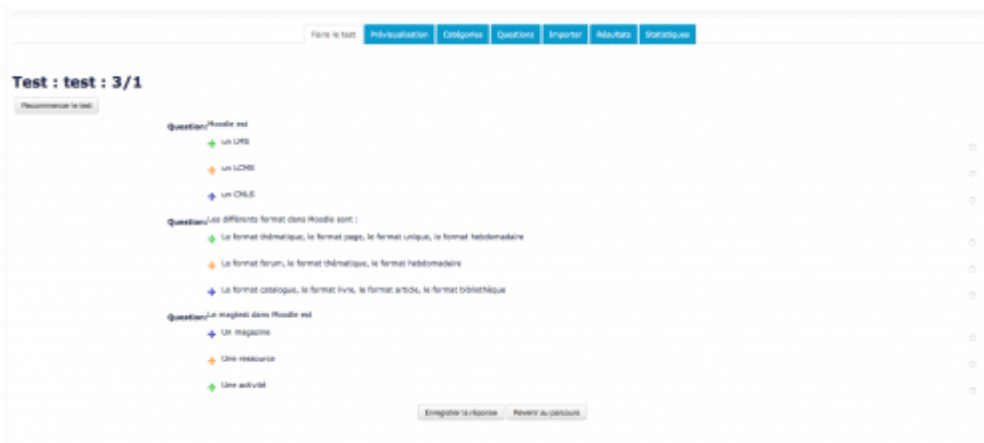 Faire le test Prévisualisation Catégories Questions Importer Résultats Statistiques
Test : test : 3/1
Recommencer le test
Question: Moodle est
un LMS
un LCMS
un CMLS
Question: Les différents format dans Moodle sont :
Le format thématique, le format page, le format unique, le format hebdomadaire
Le format forum, le format thématique, le format hebdomadaire
Le format catalogue, le format livre, le format article, le format bibliothèque
Question: Le magtest dans Moodle est
Un magazine
Une ressource
Une activité
Enregistrer la réponse Revenir au parcours